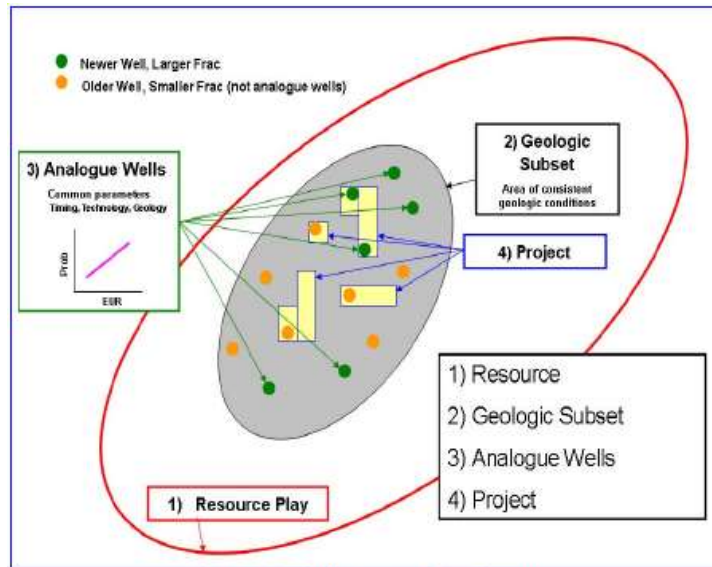 Newer Well, Larger Frac
Older Well, Smaller Frac (not analogue wells)
3) Analogue Wells
Common parameters
Timing, Technology, Geology
Prob
EUR
2) Geologic
Subset
Area of consistent
geologic conditions
4) Project
1) Resource
2) Geologic Subset
3) Analogue Wells
4) Project
1) Resource Play